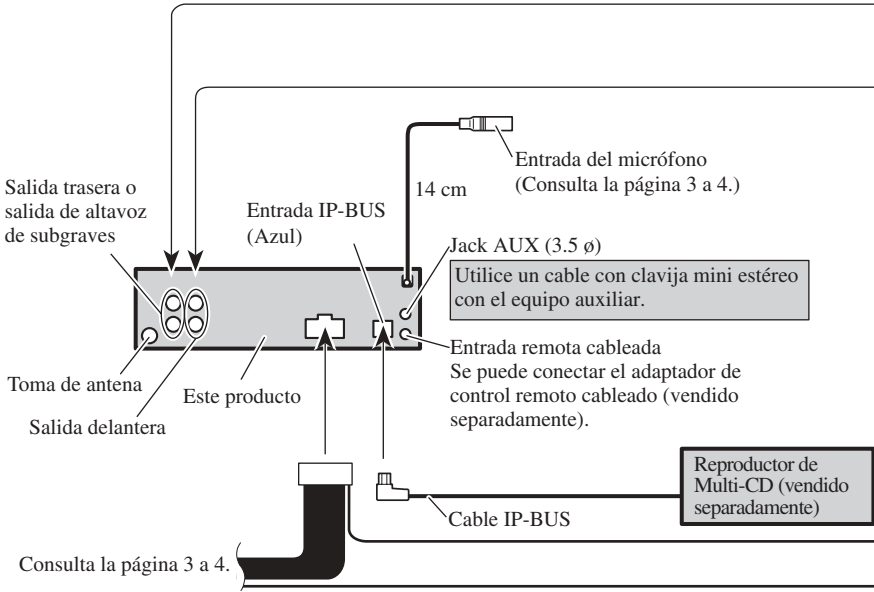 Entrada del micrófono
(Consulta la página 3 a 4.)
14 cm
Salida trasera o
salida de altavoz
de subgraves
Entrada IP-BUS
(Azul)
Jack AUX (3.5 ø)
Utilice un cable con clavija mini estéreo
con el equipo auxiliar.
Entrada remota cableada
Se puede conectar el adaptador de
control remoto cableado (vendido
separadamente).
Toma de antena
Este producto
Salida delantera
Reproductor de
Multi-CD (vendido
separadamente)
Cable IP-BUS
Consulta la página 3 a 4.